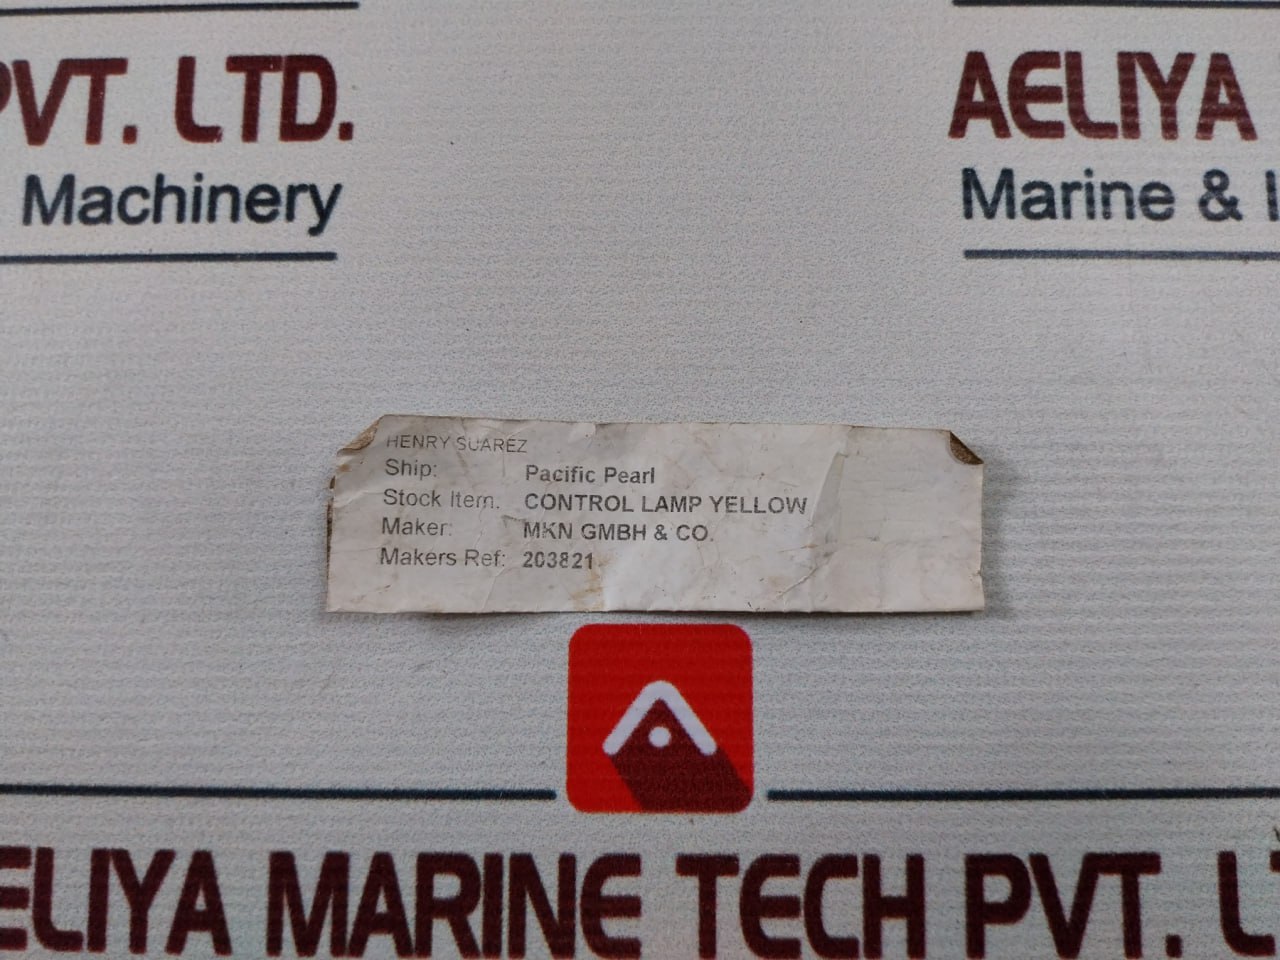 PVT. LTD.
Machinery
AELIYA
Marine &
HENRY SUAREZ
Ship: Pacific Pearl
Stock Item: CONTROL LAMP YELLOW
Maker: MKN GMBH & CO.
Makers Ref: 203821
AELIYA MARINE TECH PVT. LT